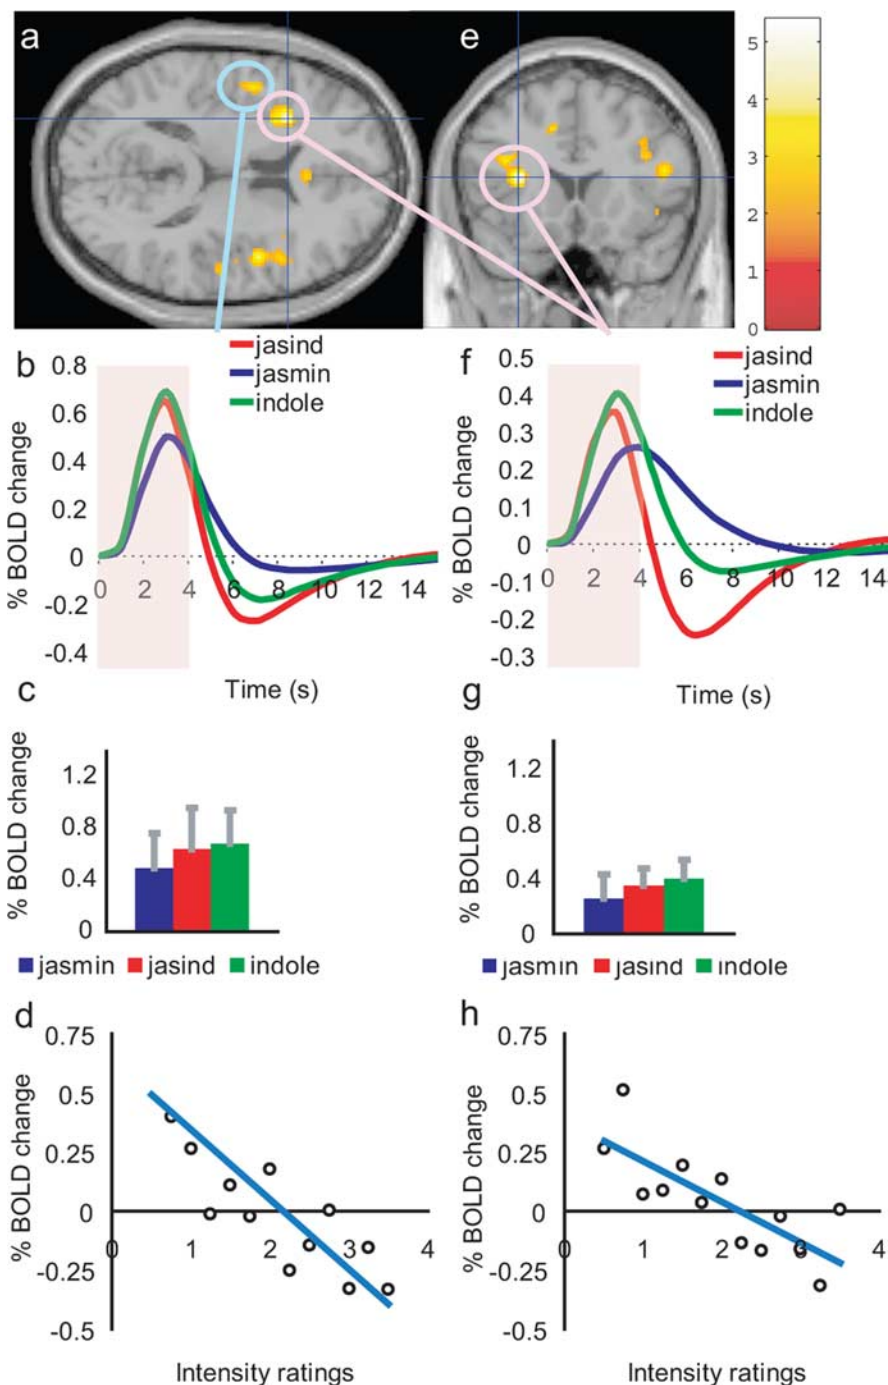 a
e
5
4
3
2
1
0
b
jasind
jasmin
indole
% BOLD change
0.8
0.6
0.4
0.2
0
-0.2
-0.4
0 2 4 6 8 10 12 14
Time (s)
f
jasind
jasmin
indole
% BOLD change
0.5
0.4
0.3
0.2
0.1
0
-0.1
-0.2
-0.3
0 2 4 6 8 10 12 14
Time (s)
c
% BOLD change
1.2
0.8
0.4
0
jasmin jasind indole
g
% BOLD change
1.2
0.8
0.4
0
jasmin jasind indole
d
% BOLD change
0.75
0.5
0.25
0
-0.25
-0.5
0 1 2 3 4
Intensity ratings
h
% BOLD change
0.75
0.5
0.25
0
-0.25
-0.5
0 1 2 3 4
Intensity ratings